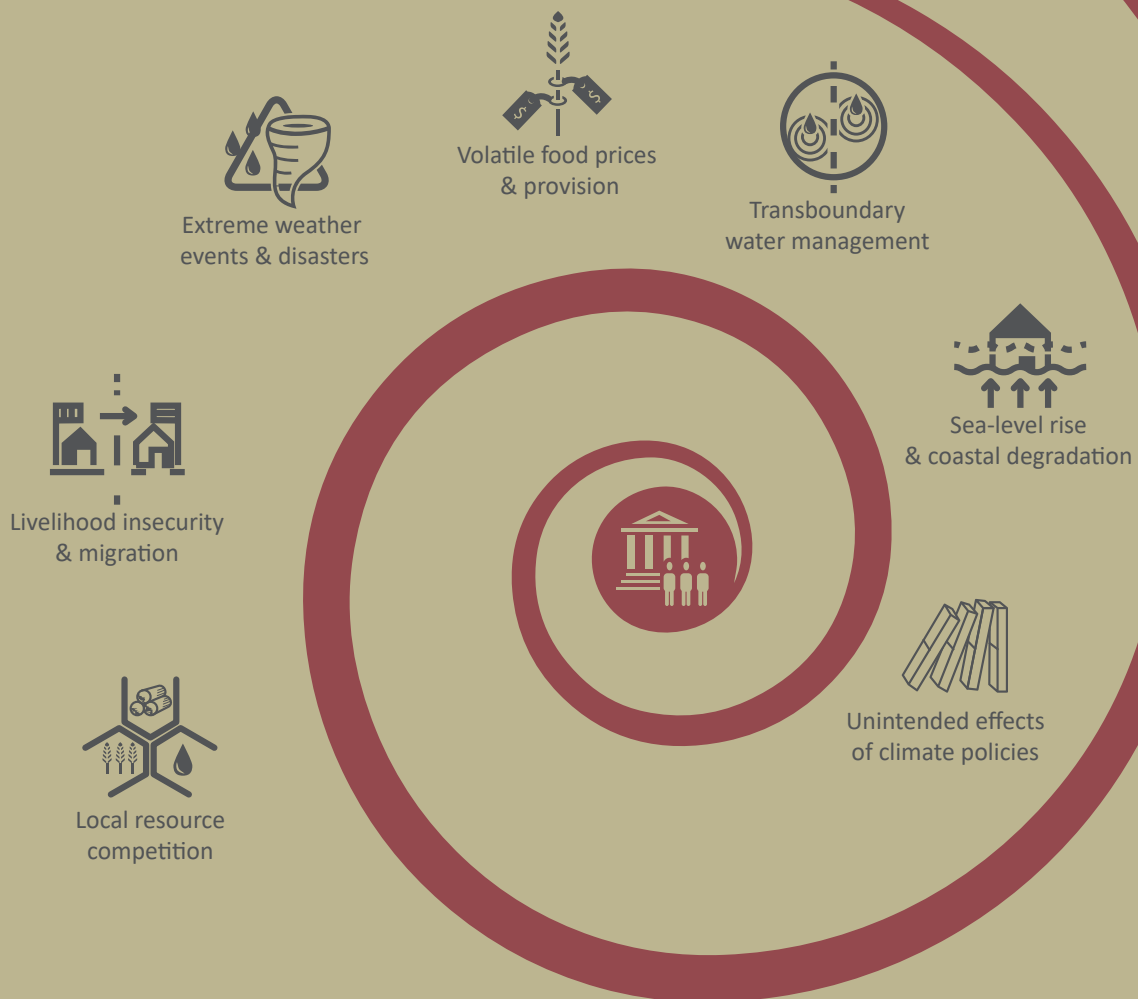 Volatile food prices
& provision
Extreme weather
events & disasters
Transboundary
water management
Sea-level rise
& coastal degradation
Livelihood insecurity
& migration
Unintended effects
of climate policies
Local resource
competition
$
$